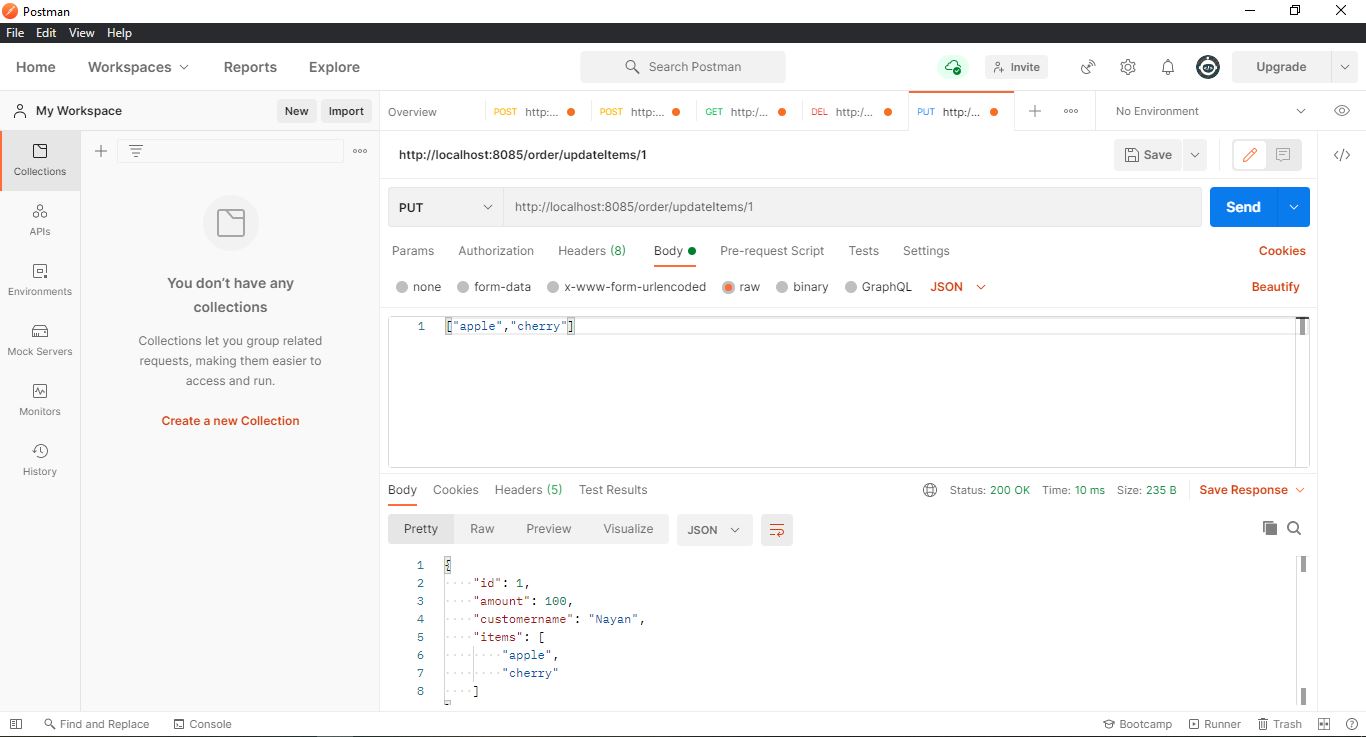 Postman
File Edit View Help
Home Workspaces Reports Explore Search Postman Invite Upgrade
My Workspace New Import
Overview POST http:... POST http:... GET http:/... DEL http:/... PUT http:/... No Environment
Collections
APIs
Environments
Mock Servers
Monitors
History
You don't have any
collections
Collections let you group related
requests, making them easier to
access and run.
Create a new Collection
http://localhost:8085/order/updateItems/1 Save
PUT http://localhost:8085/order/updateItems/1 Send
Params Authorization Headers (8) Body Pre-request Script Tests Settings Cookies
none form-data x-www-form-urlencoded raw binary GraphQL JSON Beautify
1 ["apple","cherry"]
Body Cookies Headers (5) Test Results Status: 200 OK Time: 10 ms Size: 235 B Save Response
Pretty Raw Preview Visualize JSON
1 {
2 "id": 1,
3 "amount": 100,
4 "customername": "Nayan",
5 "items": [
6 "apple",
7 "cherry"
8 ]
Find and Replace Console Bootcamp Runner Trash